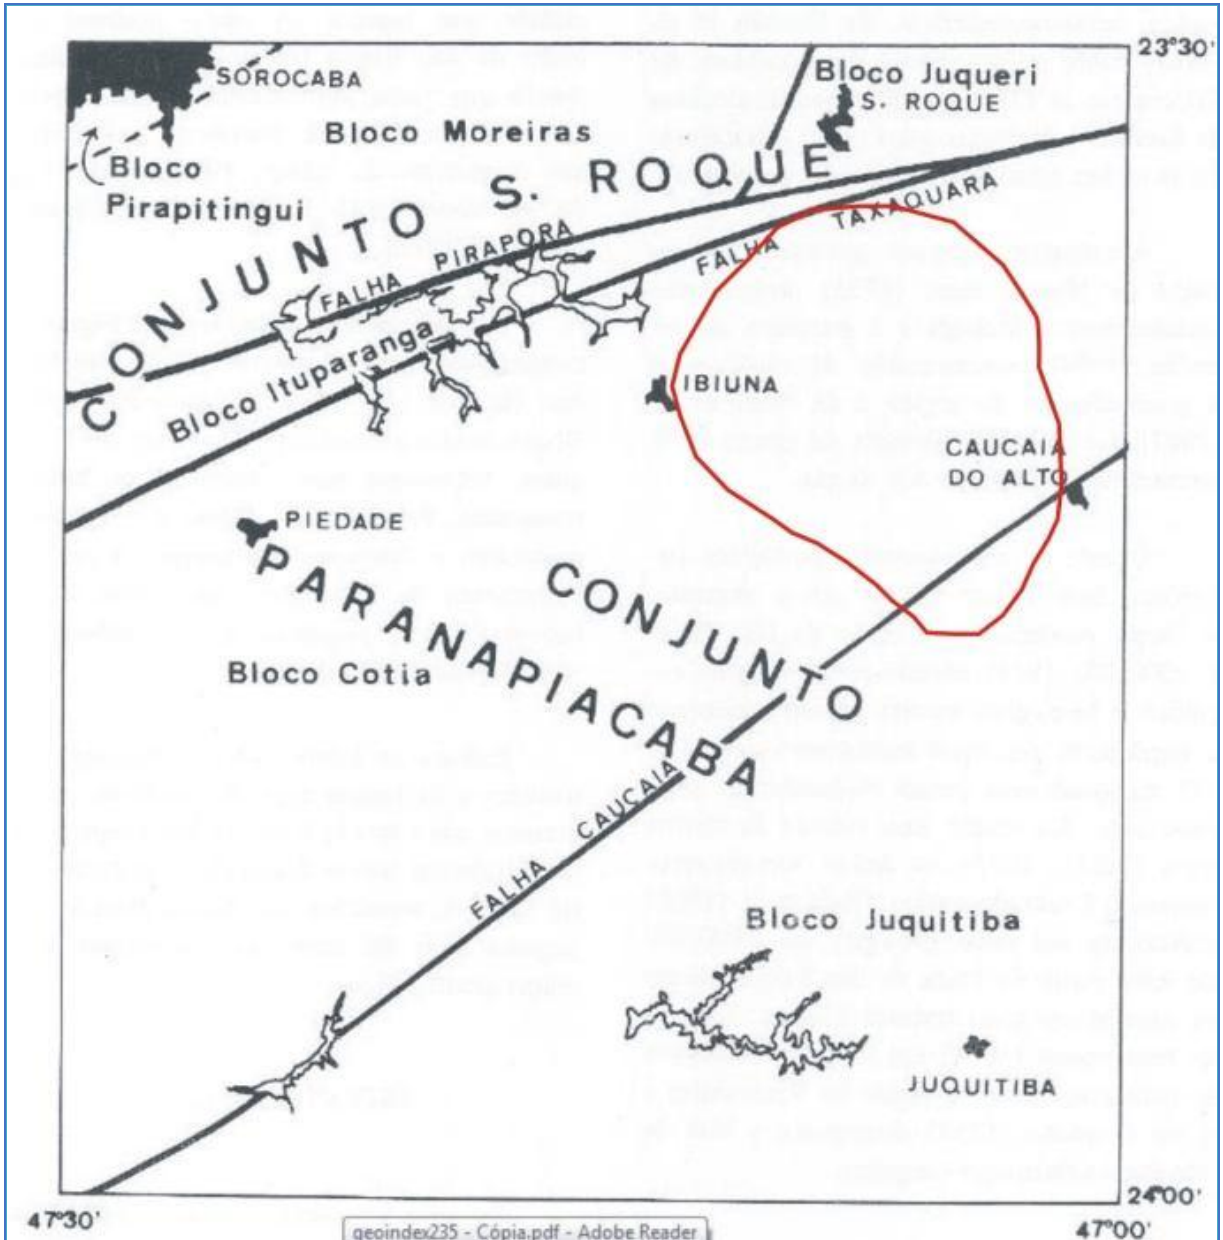 23°30'
SOROCABA
Bloco Juqueri
S. ROQUE
Bloco Moreiras
Bloco
Pirapitingui
CONJUNTO S. ROQUE
FALHA TAXAQUARA
FALHA PIRAPORA
Bloco Ituparanga
IBIUNA
CAUCAIA
DO ALTO
PIEDADE
CONJUNTO
PARANAPIACABA
Bloco Cotia
FALHA CAUCAIA
Bloco Juquitiba
JUQUITIBA
24°00'
47°30'
47°00'
geoindex235 - Cópia.pdf - Adobe Reader